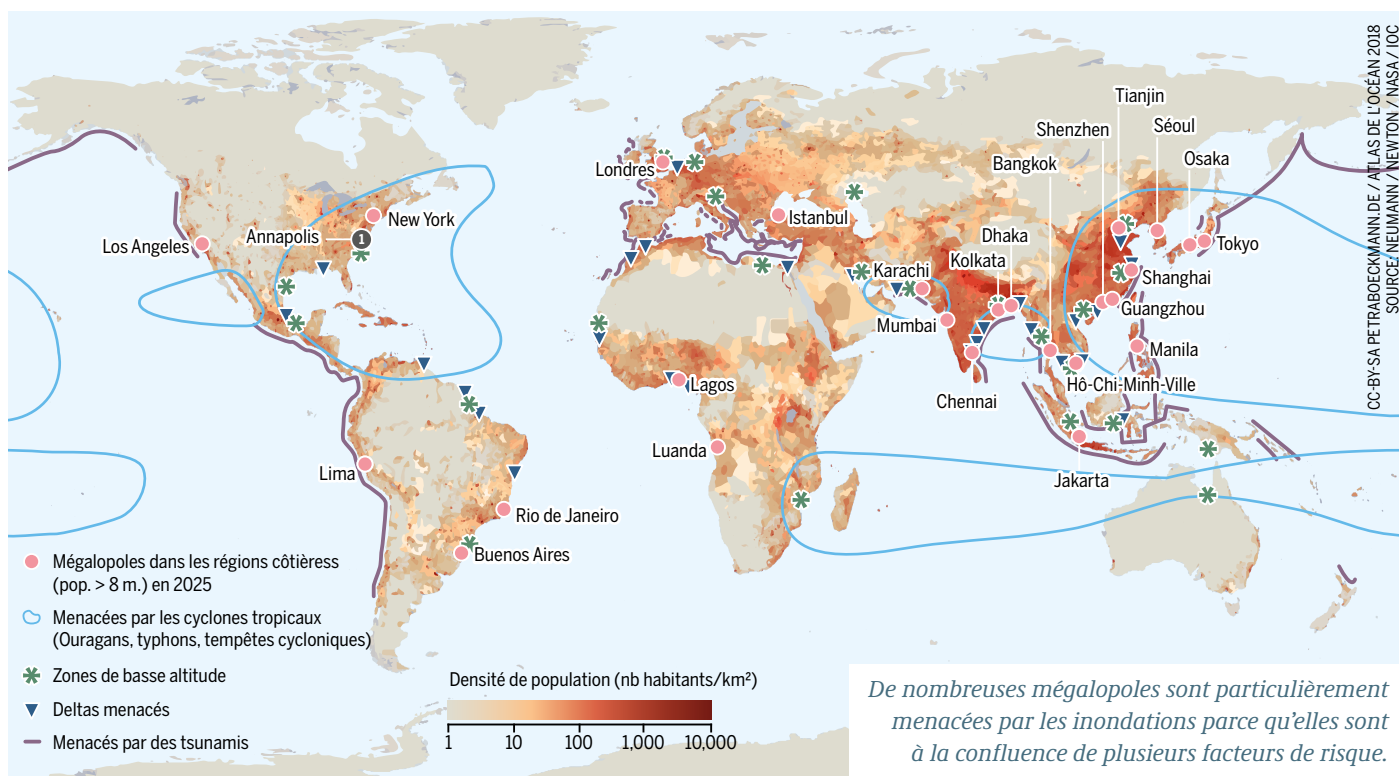 Tianjin
Shenzhen
Séoul
Bangkok
Osaka
Londres
New York
Istanbul
Annapolis
1
Los Angeles
Dhaka
Tokyo
Kolkata
Karachi
Shanghai
Mumbai
Guangzhou
Manila
Lagos
Hô-Chi-Minh-Ville
Chennai
Luanda
Lima
Jakarta
Rio de Janeiro
Buenos Aires
Mégalopoles dans les régions côtièress
(pop. > 8 m.) en 2025
Menacées par les cyclones tropicaux
(Ouragans, typhons, tempêtes cycloniques)
Zones de basse altitude
Deltas menacés
Menacés par des tsunamis
Densité de population (nb habitants/km²)
1 10 100 1,000 10,000
De nombreuses mégalopoles sont particulièrement
menacées par les inondations parce qu'elles sont
à la confluence de plusieurs facteurs de risque.
CC-BY-SA PETRABOECKMANN.DE / ATLAS DE L'OCÉAN 2018
SOURCE: NEUMANN / NEWTON / NASA / IOC